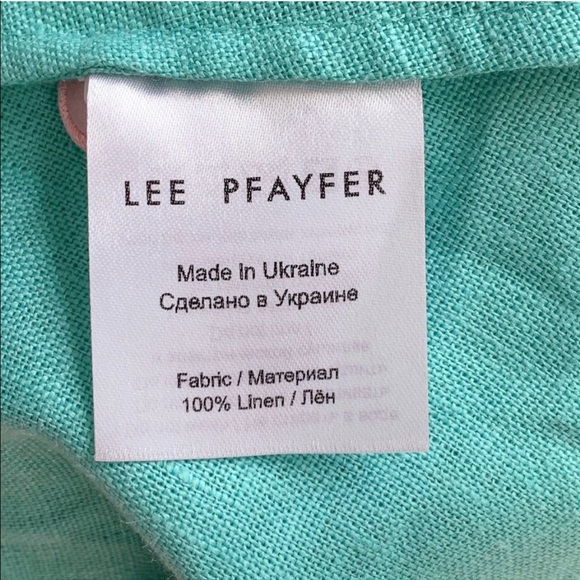 LEE PFAYFER
Made In Ukraine
Сделано в Украине
Fabric / Материал
100% Linen / Лён